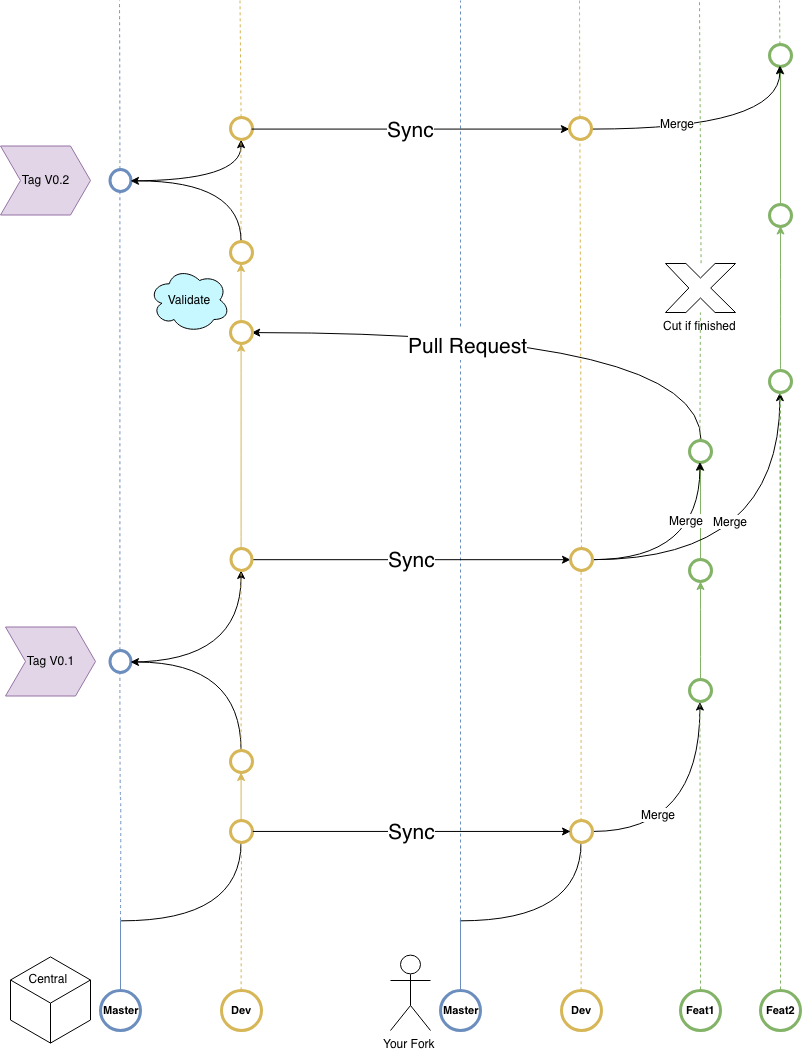 Sync
Merge
Tag V0.2
Validate
Cut if finished
Pull Request
Merge
Merge
Sync
Tag V0.1
Merge
Sync
Central
Master
Dev
Master
Dev
Feat1
Feat2
Your Fork